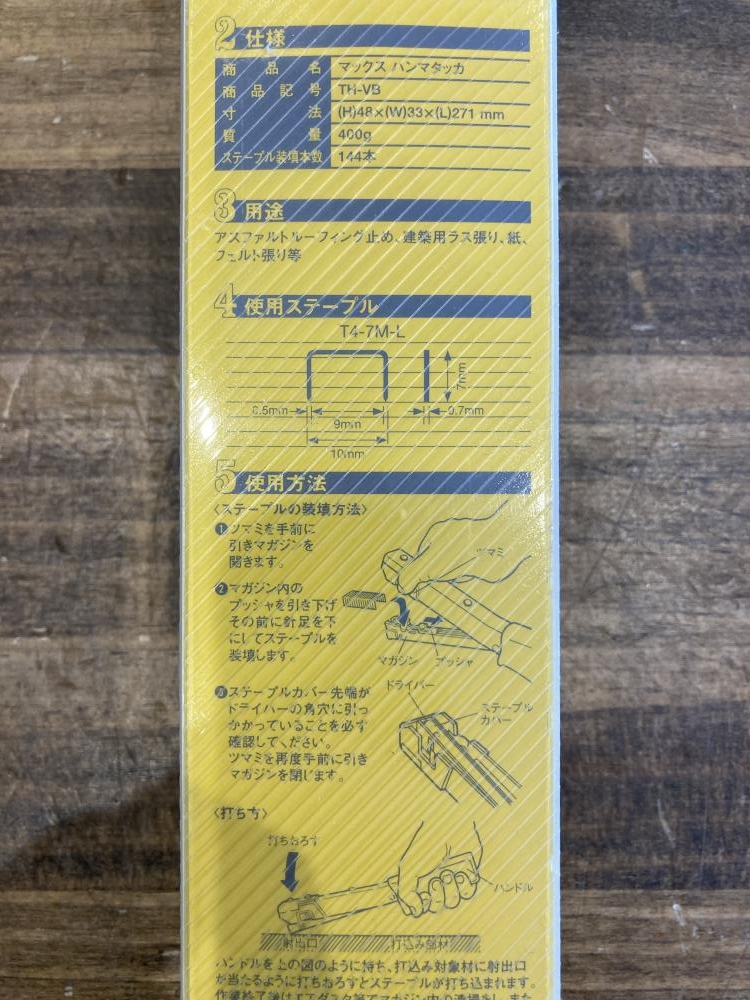 2 仕様
商品名 マックス ハンマタッカ
商品記号 TH-VB
寸法 (H)48×(W)33×(L)271 mm
質量 400g
ステープル装填本数 144本
3 用途
アスファルトルーフィング止め、建築用ラス張り、紙、
フェルト張り等
4 使用ステープル
T4-7M-L
7mm
0.5mm
0.7mm
9mm
10mm
5 使用方法
〈ステープルの装填方法〉
❶ツマミを手前に
引きマガジンを
開きます。
ツマミ
❷マガジン内の
プッシャを引き下げ
その前に針足を下
にしてステープルを
装填します。
マガジン
プッシャ
❸ステープルカバー先端が
ドライバーの角穴に引っ
かかっていることを必ず
確認してください。
ツマミを再度手前に引き
マガジンを閉じます。
ドライバー
ステープル
カバー
〈打ち方〉
打ちおろす
ハンドル
射出口
打込み部材
ハンドルを上の図のように持ち、打込み対象材に射出口
が当たるように打ちおろすとステープルが打ち込まれます。